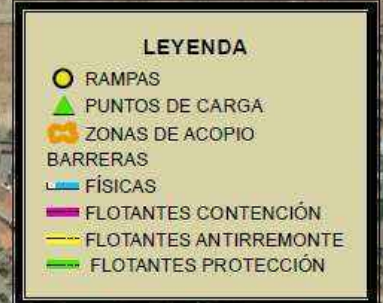 LEYENDA
RAMPAS
PUNTOS DE CARGA
ZONAS DE ACOPIO
BARRERAS
FÍSICAS
FLOTANTES CONTENCIÓN
FLOTANTES ANTIRREMONTE
FLOTANTES PROTECCIÓN